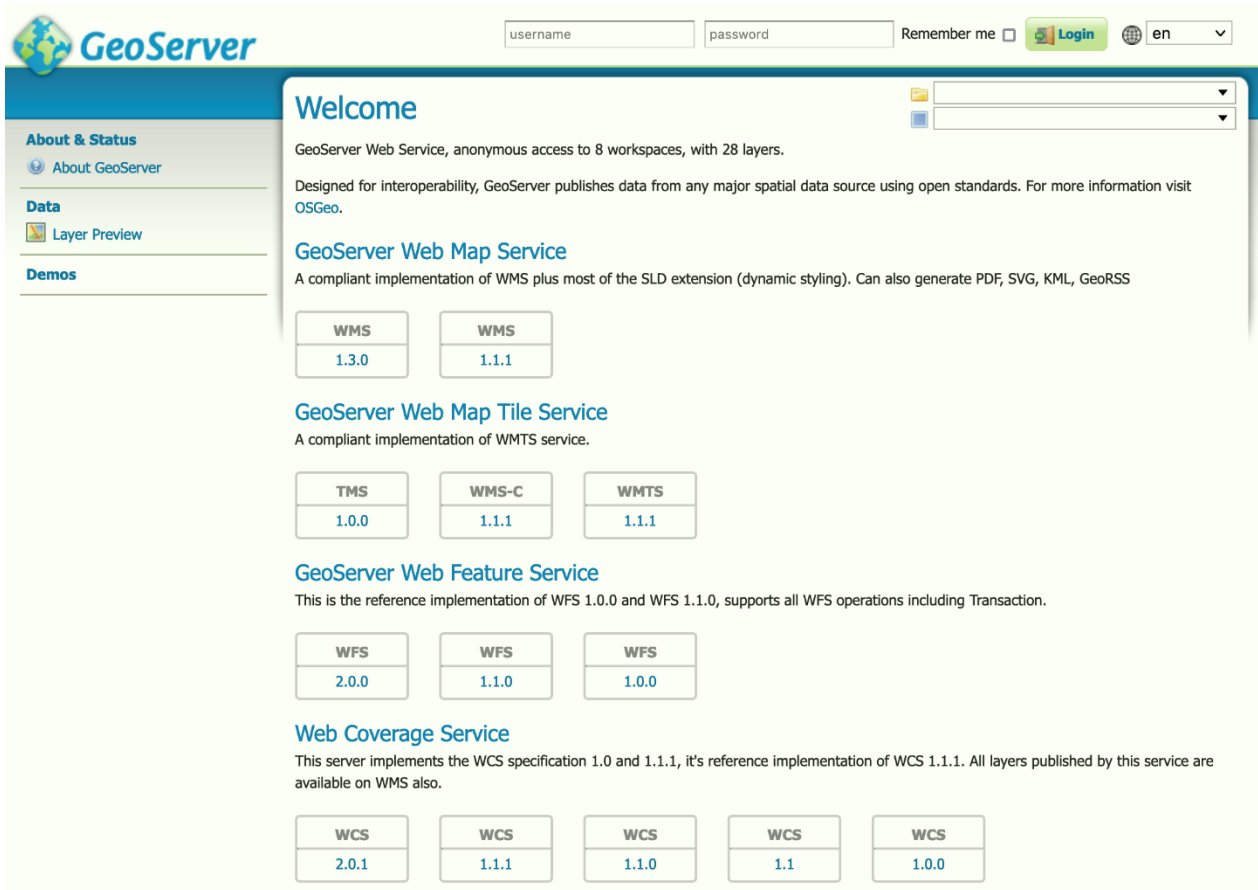 GeoServer
username
password
Remember me
Login
en
Welcome
About & Status
About GeoServer
Data
Layer Preview
Demos
GeoServer Web Service, anonymous access to 8 workspaces, with 28 layers.
Designed for interoperability, GeoServer publishes data from any major spatial data source using open standards. For more information visit
OSGeo.
GeoServer Web Map Service
A compliant implementation of WMS plus most of the SLD extension (dynamic styling). Can also generate PDF, SVG, KML, GeoRSS
WMS WMS
1.3.0 1.1.1
GeoServer Web Map Tile Service
A compliant implementation of WMTS service.
TMS WMS-C WMTS
1.0.0 1.1.1 1.1.1
GeoServer Web Feature Service
This is the reference implementation of WFS 1.0.0 and WFS 1.1.0, supports all WFS operations including Transaction.
WFS WFS WFS
2.0.0 1.1.0 1.0.0
Web Coverage Service
This server implements the WCS specification 1.0 and 1.1.1, it's reference implementation of WCS 1.1.1. All layers published by this service are
available on WMS also.
WCS WCS WCS WCS WCS
2.0.1 1.1.1 1.1.0 1.1 1.0.0